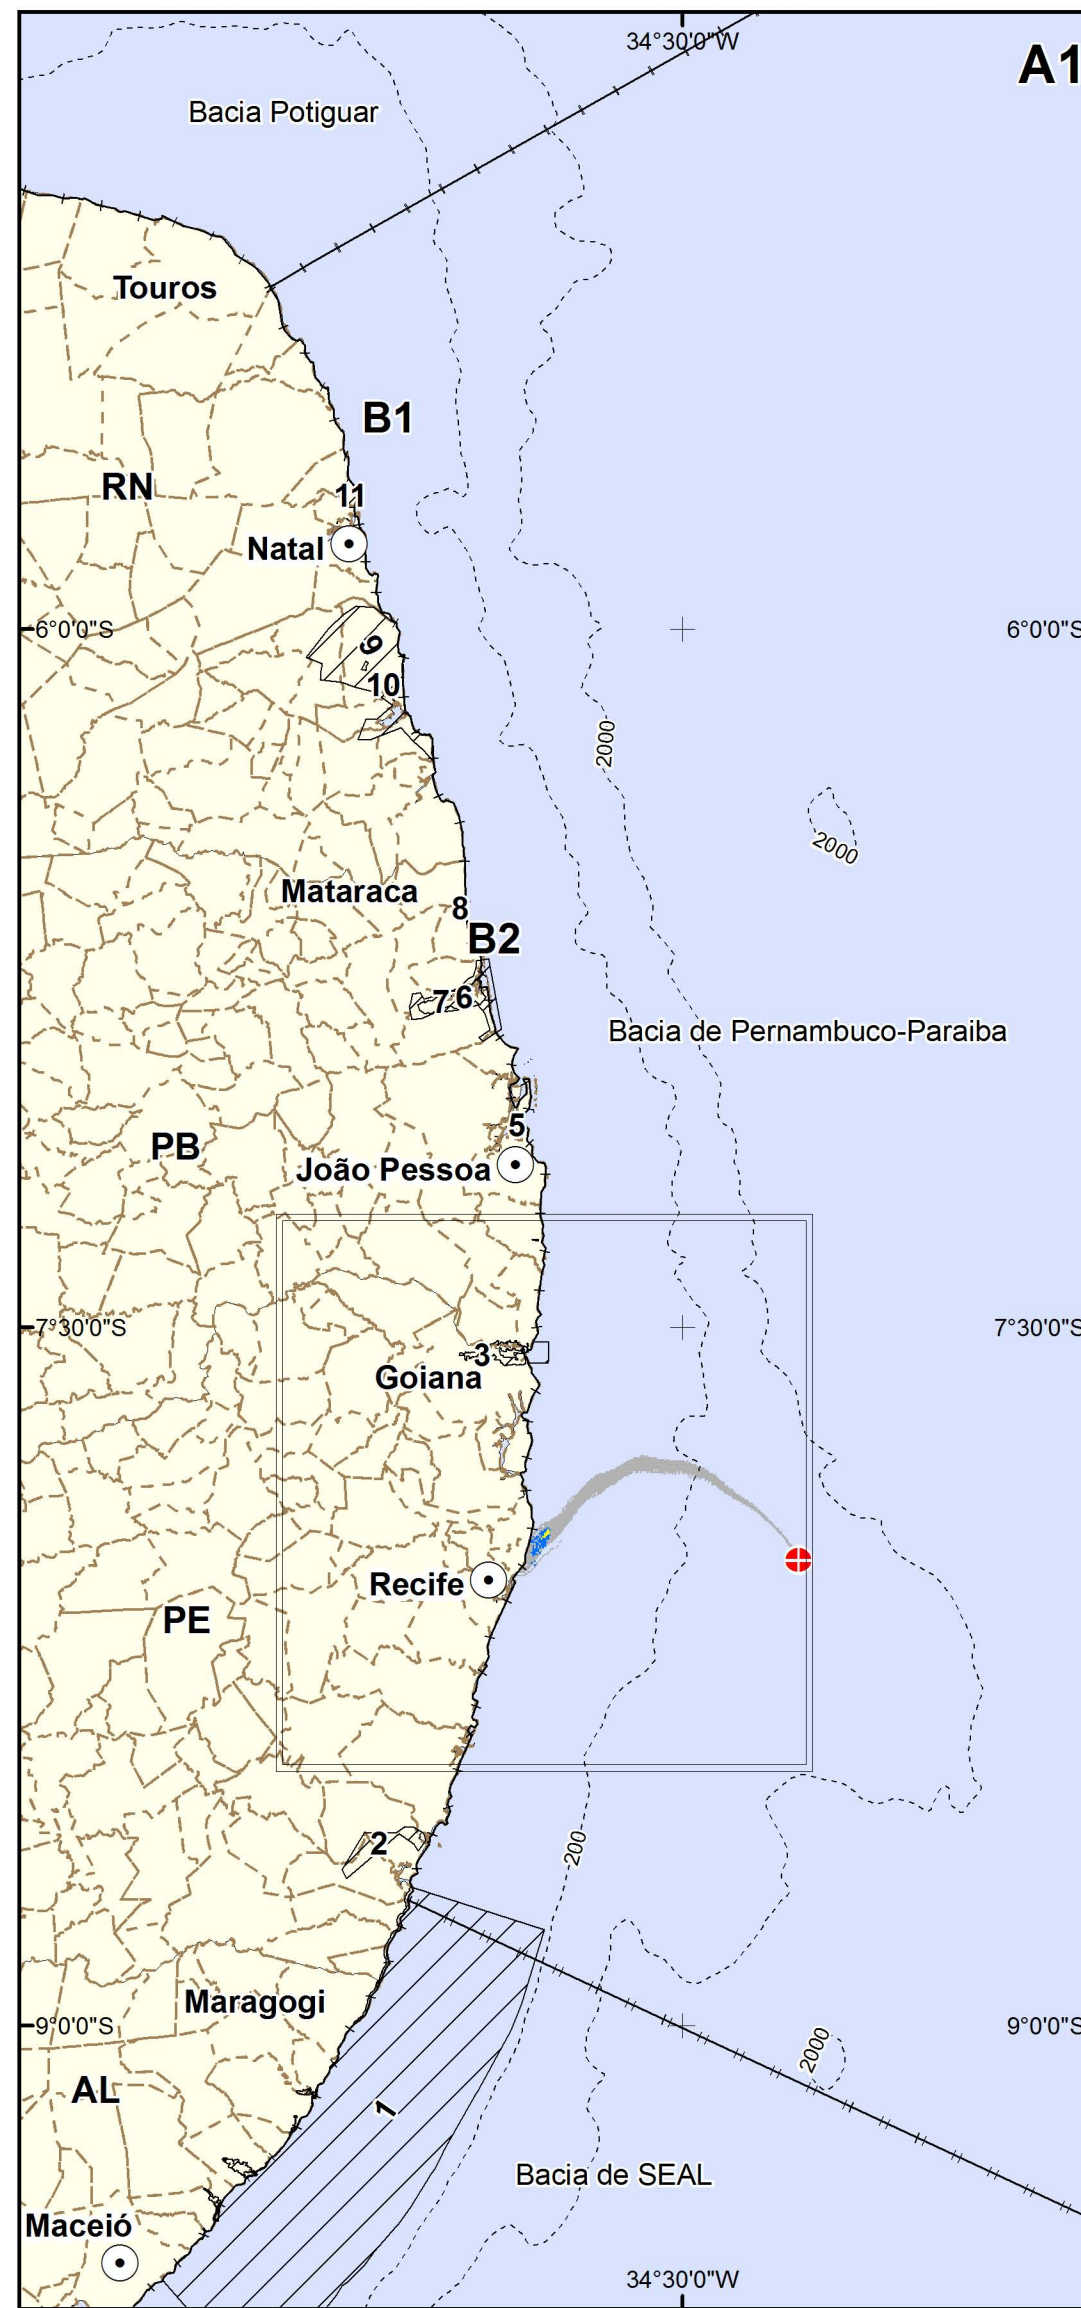 34°30'0"W
A1
Bacia Potiguar
Touros
B1
RN
11
Natal
6°0'0"S
6°0'0"S
9
10
2000
2000
Mataraca
8
B2
7
6
Bacia de Pernambuco-Paraiba
5
PB
João Pessoa
7°30'0"S
7°30'0"S
3
Goiana
Recife
PE
2
200
Maragogi
9°0'0"S
9°0'0"S
2000
AL
1
Bacia de SEAL
Maceió
34°30'0"W